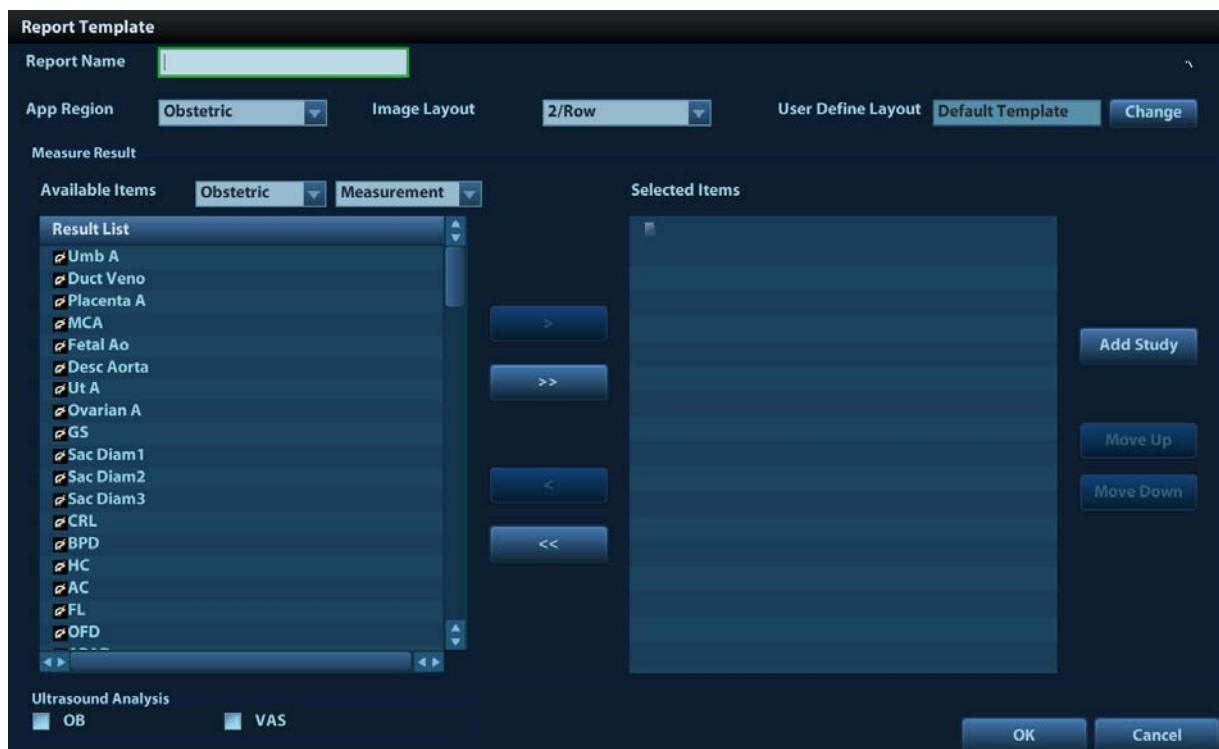 Report Template
Report Name
App Region Obstetric Image Layout 2/Row User Define Layout Default Template Change
Measure Result
Available Items Obstetric Measurement Selected Items
Result List
Umb A
Duct Veno
Placenta A
MCA
>
Fetal Ao
Add Study
Desc Aorta
>>
Ut A
Ovarian A
GS
Move Up
Sac Diam1
Sac Diam2
<
Move Down
Sac Diam3
CRL
BPD
<<
HC
AC
FL
OFD
Ultrasound Analysis
OB VAS
OK Cancel